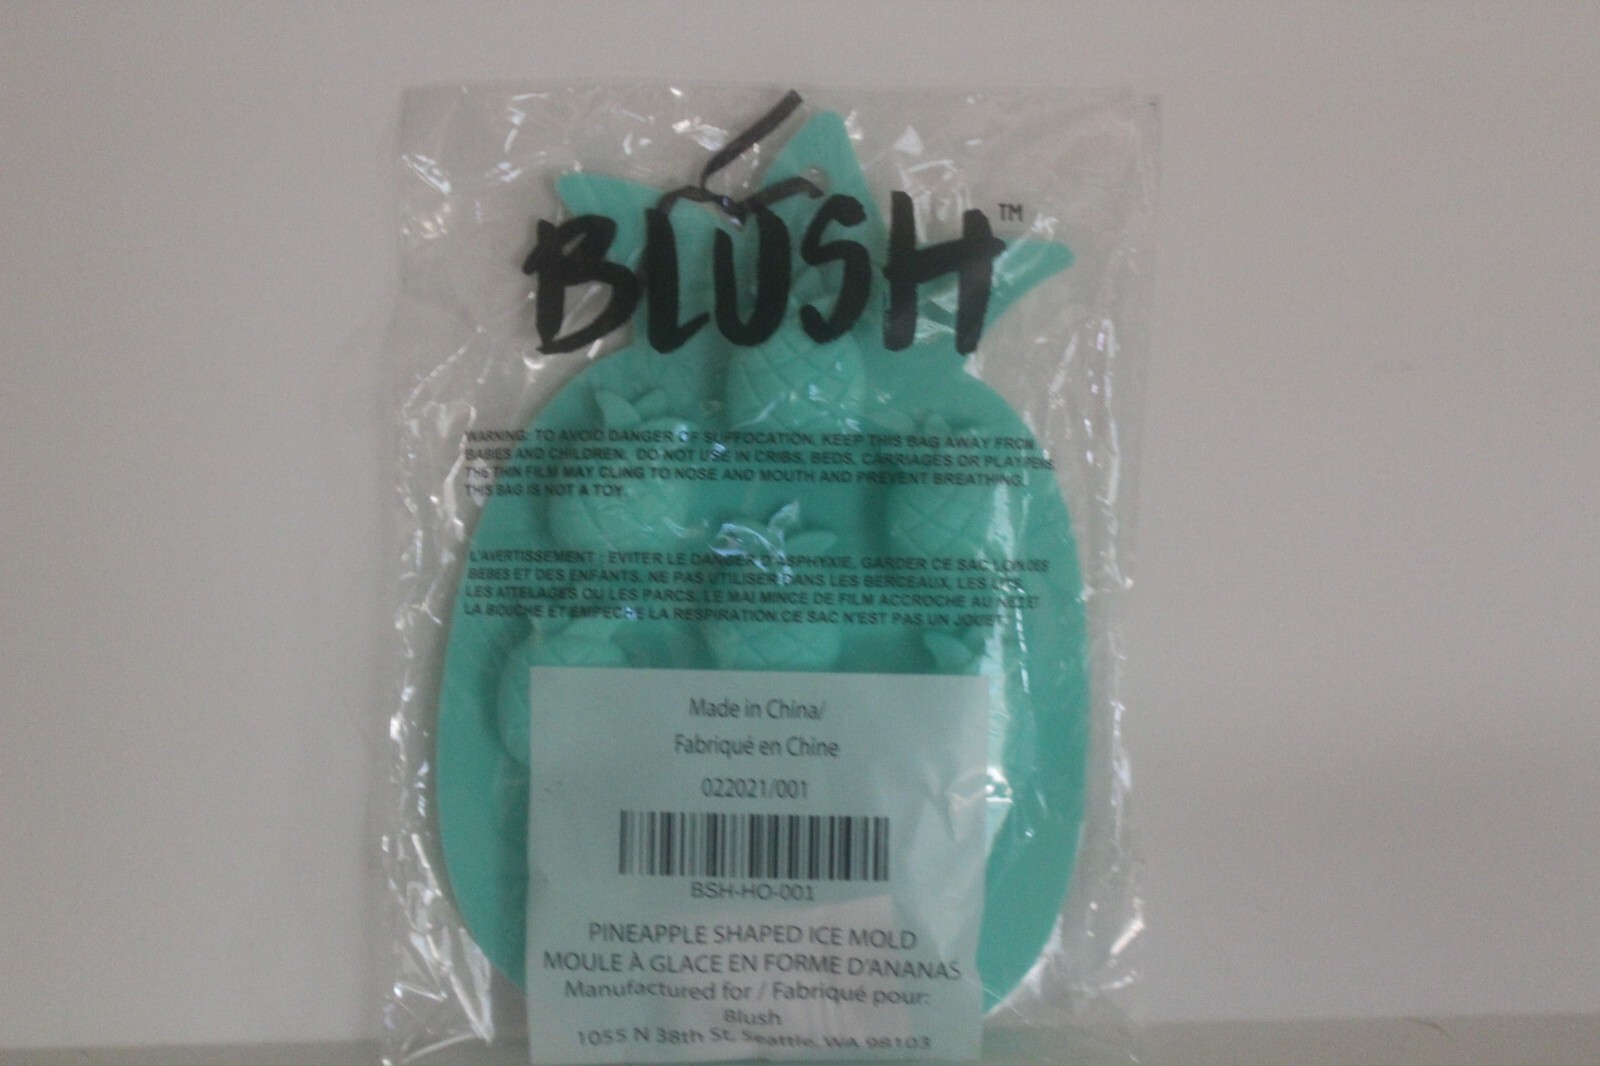 BLUSH™
WARNING: TO AVOID DANGER OF SUFFOCATION, KEEP THIS BAG AWAY FROM
BABIES AND CHILDREN. DO NOT USE IN CRIBS, BEDS, CARRIAGES OR PLAYPENS.
THE THIN FILM MAY CLING TO NOSE AND MOUTH AND PREVENT BREATHING.
THIS BAG IS NOT A TOY.
L'AVERTISSEMENT : EVITER LE DANGER D'ASPHYXIE, GARDER CE SAC LOIN DES
BEBES ET DES ENFANTS, NE PAS UTILISER DANS LES BERCEAUX, LES LITS,
LES ATTELAGES OU LES PARCS. LE MAI MINCE DE FILM ACCROCHE AU NEZ ET
LA BOUCHE ET EMPECHE LA RESPIRATION.CE SAC N'EST PAS UN JOUET.
Made in China/
Fabriqué en Chine
022021/001
BSH-HO-001
PINEAPPLE SHAPED ICE MOLD
MOULE À GLACE EN FORME D'ANANAS
Manufactured for / Fabriqué pour:
Blush
1055 N 38th St, Seattle, WA 98103